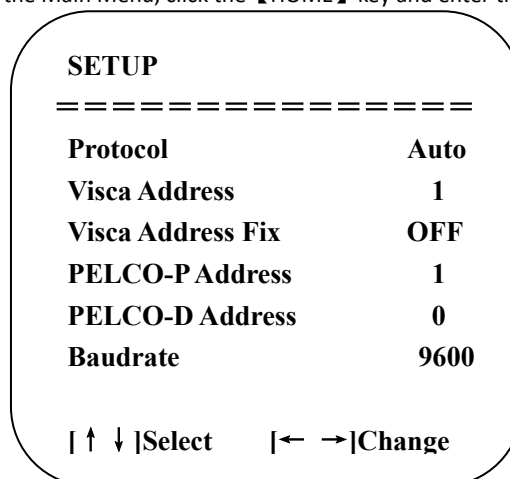 the Main Menu, click the【HOME】key and enter th
SETUP
================
Protocol Auto
Visca Address 1
Visca Address Fix OFF
PELCO-P Address 1
PELCO-D Address 0
Baudrate 9600
[↑ ↓]Select [← →]Change